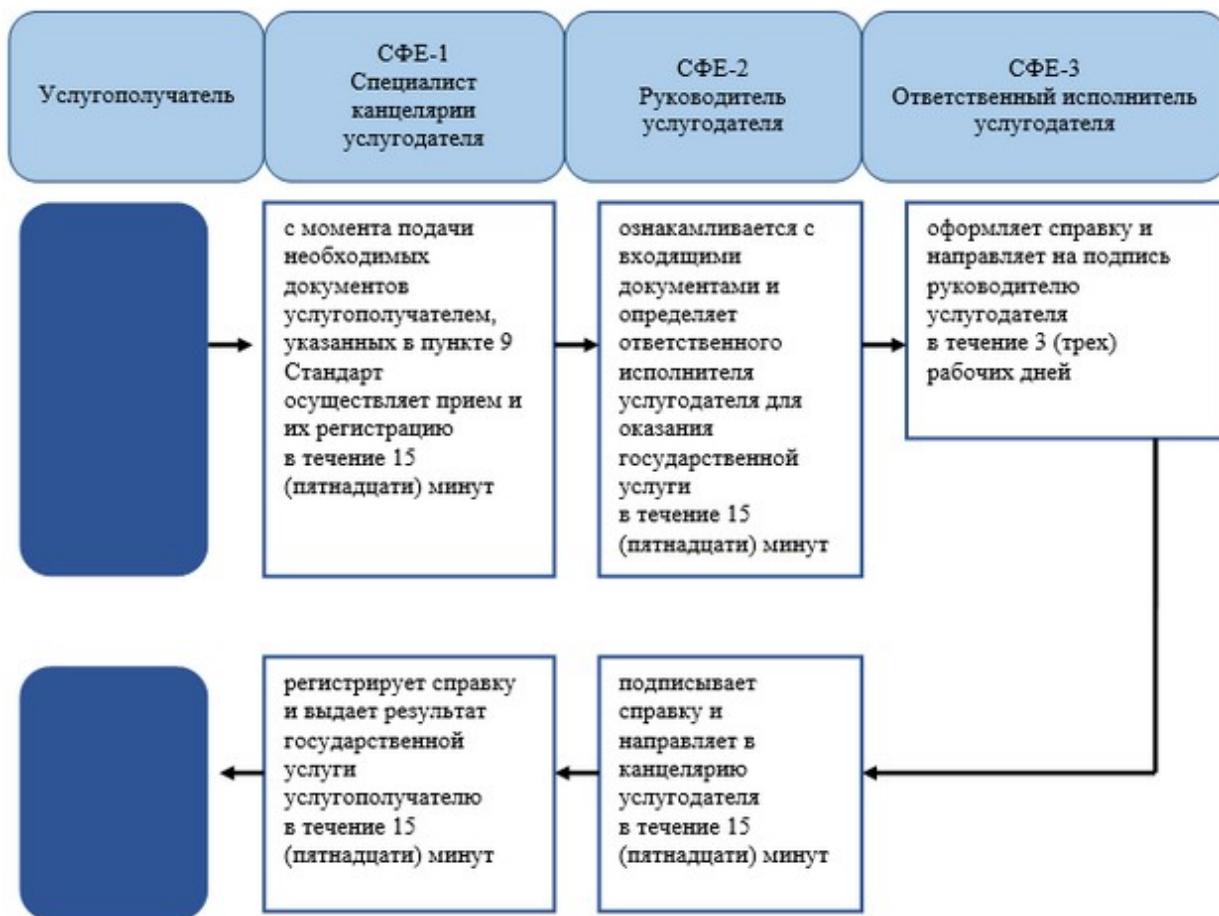 Услугополучатель
СФЕ-1
Специалист
канцелярии
услугодателя
СФЕ-2
Руководитель
услугодателя
СФЕ-3
Ответственный исполнитель
услугодателя
с момента подачи
необходимых
документов
услугополучателем,
указанных в пункте 9
Стандарт
осуществляет прием и
их регистрацию
в течение 15
(пятнадцати) минут
ознакамливается с
входящими
документами и
определяет
ответственного
исполнителя
услугодателя для
оказания
государственной
услуги
в течение 15
(пятнадцати) минут
оформляет справку и
направляет на подпись
руководителю
услугодателя
в течение 3 (трех)
рабочих дней
регистрирует справку
и выдает результат
государственной
услуги
услугополучателю
в течение 15
(пятнадцати) минут
подписывает
справку и
направляет в
канцелярию
услугодателя
в течение 15
(пятнадцати) минут